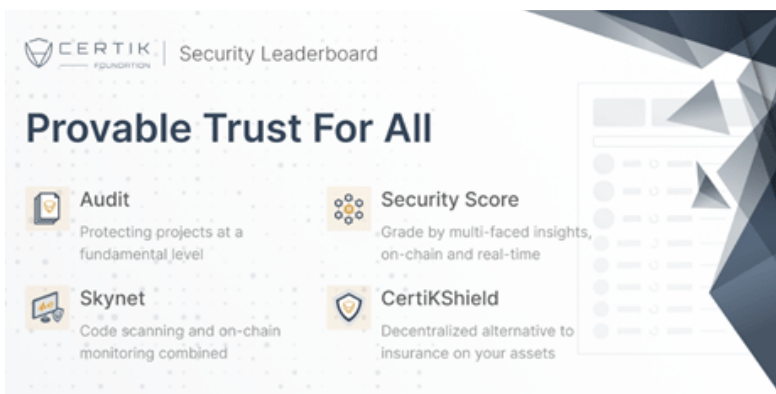 CERTIK
FOUNDATION
Security Leaderboard
Provable Trust For All
Audit
Protecting projects at a
fundamental level
Security Score
Grade by multi-faced insights,
on-chain and real-time
Skynet
Code scanning and on-chain
monitoring combined
CertiKShield
Decentralized alternative to
insurance on your assets